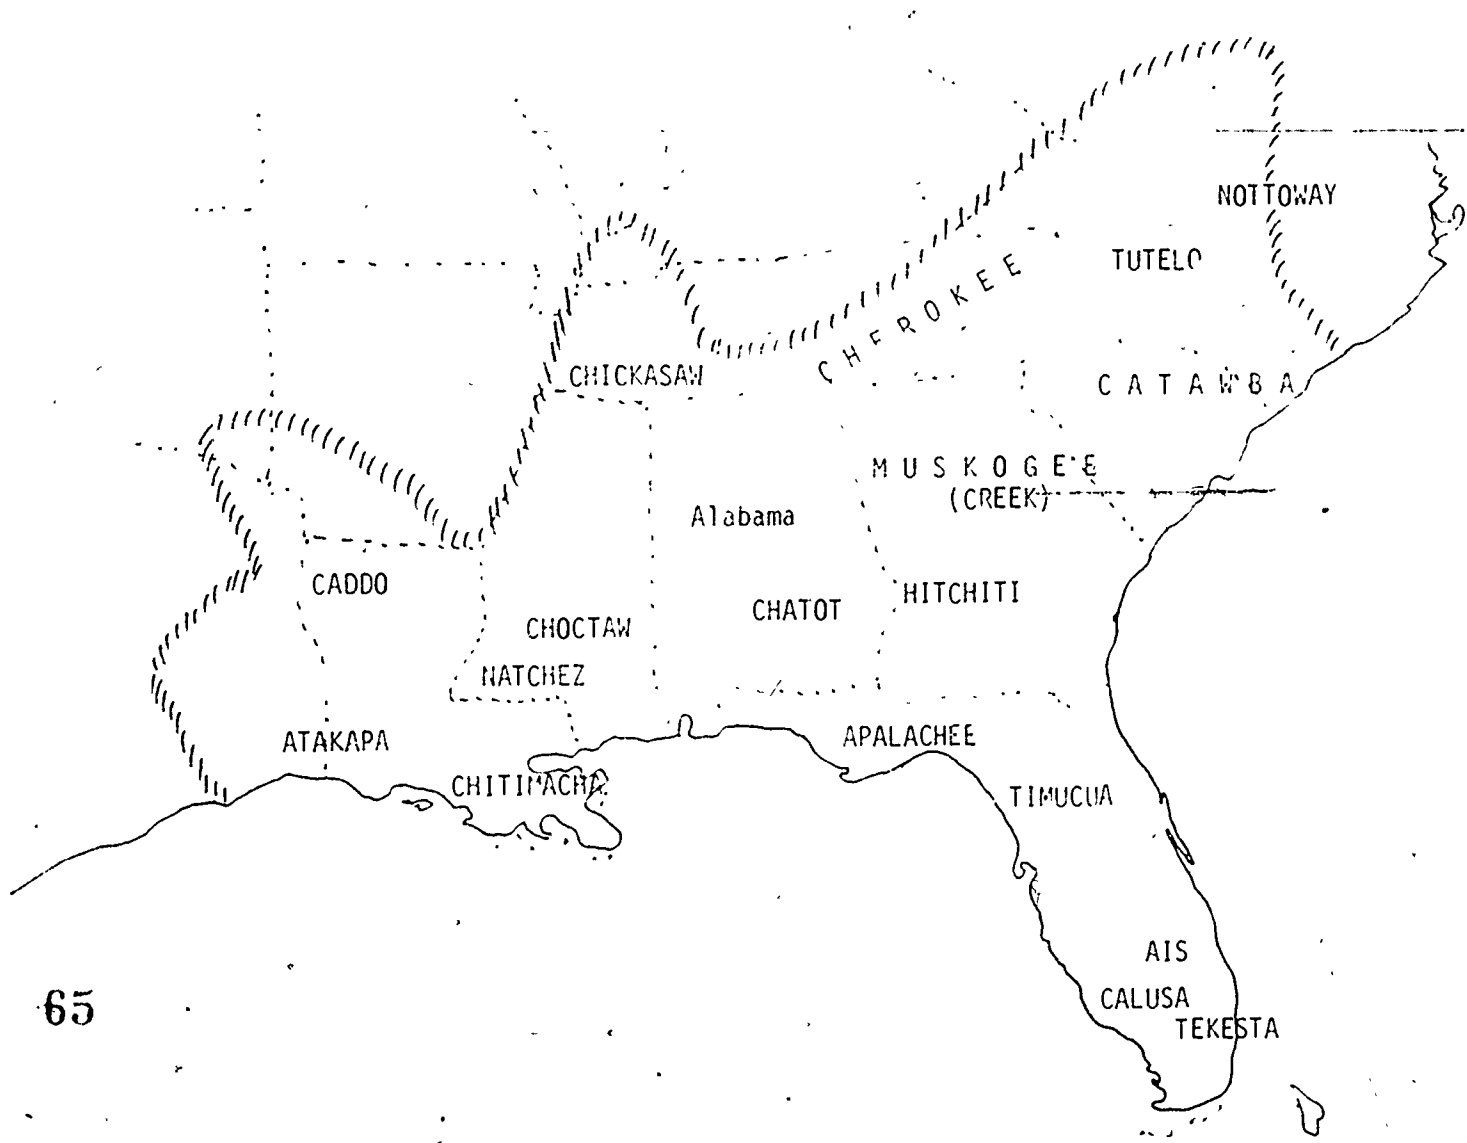 NOTTOWAY
TUTELO
CHEROKEE
CHICKASAW
CATAWBA
MUSKOGEE
(CREEK)
Alabama
CADDO
HITCHITI
CHATOT
CHOCTAW
NATCHEZ
ATAKAPA
APALACHEE
CHITIMACHA
TIMUCUA
AIS
CALUSA
65
TEKESTA